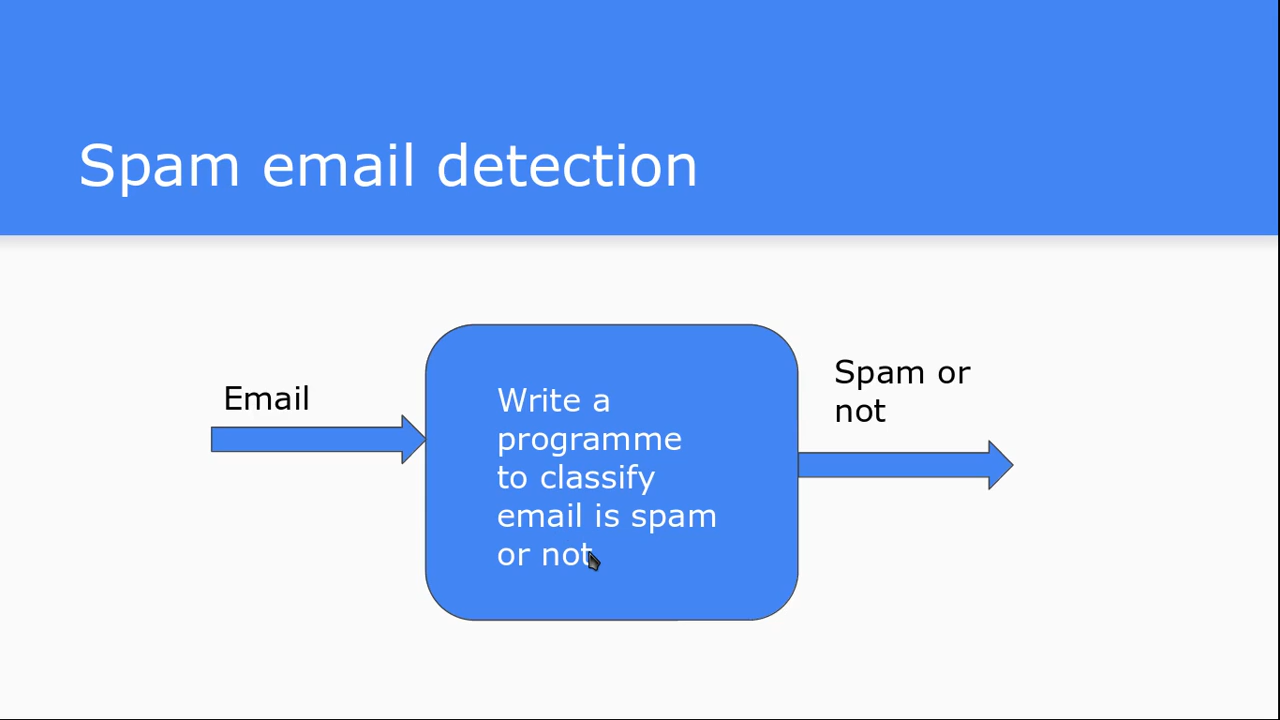 Spam email detection
Email
Write a
programme
to classify
email is spam
or not
Spam or
not